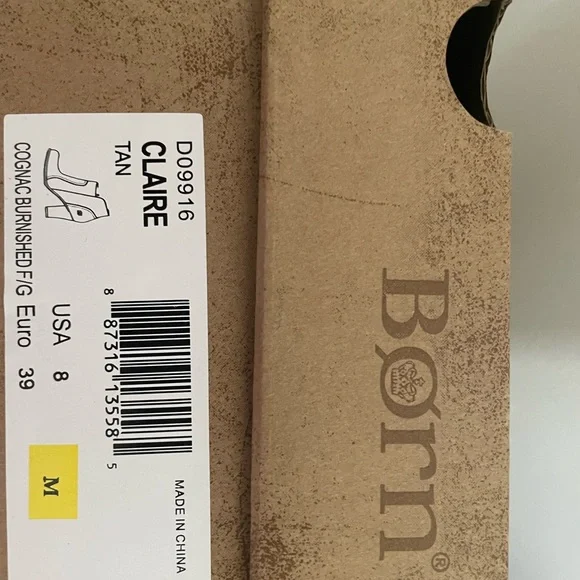 Børn®
D09916
CLAIRE
TAN
8 87316 13558 5
MADE IN CHINA
USA 8
M
COGNAC BURNISHED F/G Euro 39